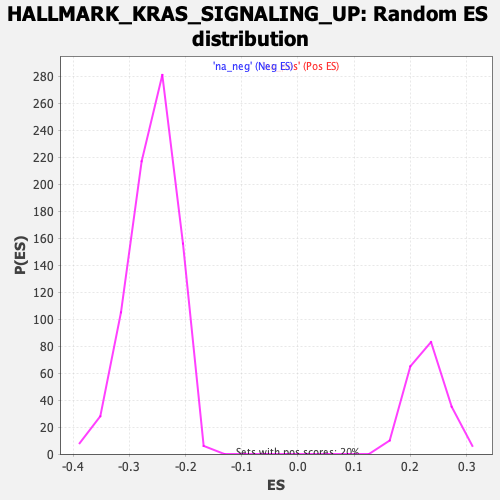 HALLMARK_KRAS_SIGNALING_UP: Random ES
distribution
'na_neg' (Neg ES)s' (Pos ES)
280
260
240
220
200
180
160
140
120
100
80
60
40
20
0
P(ES)
Sets with pos scores: 20%
-0.4 -0.3 -0.2 -0.1 0.0 0.1 0.2 0.3
ES